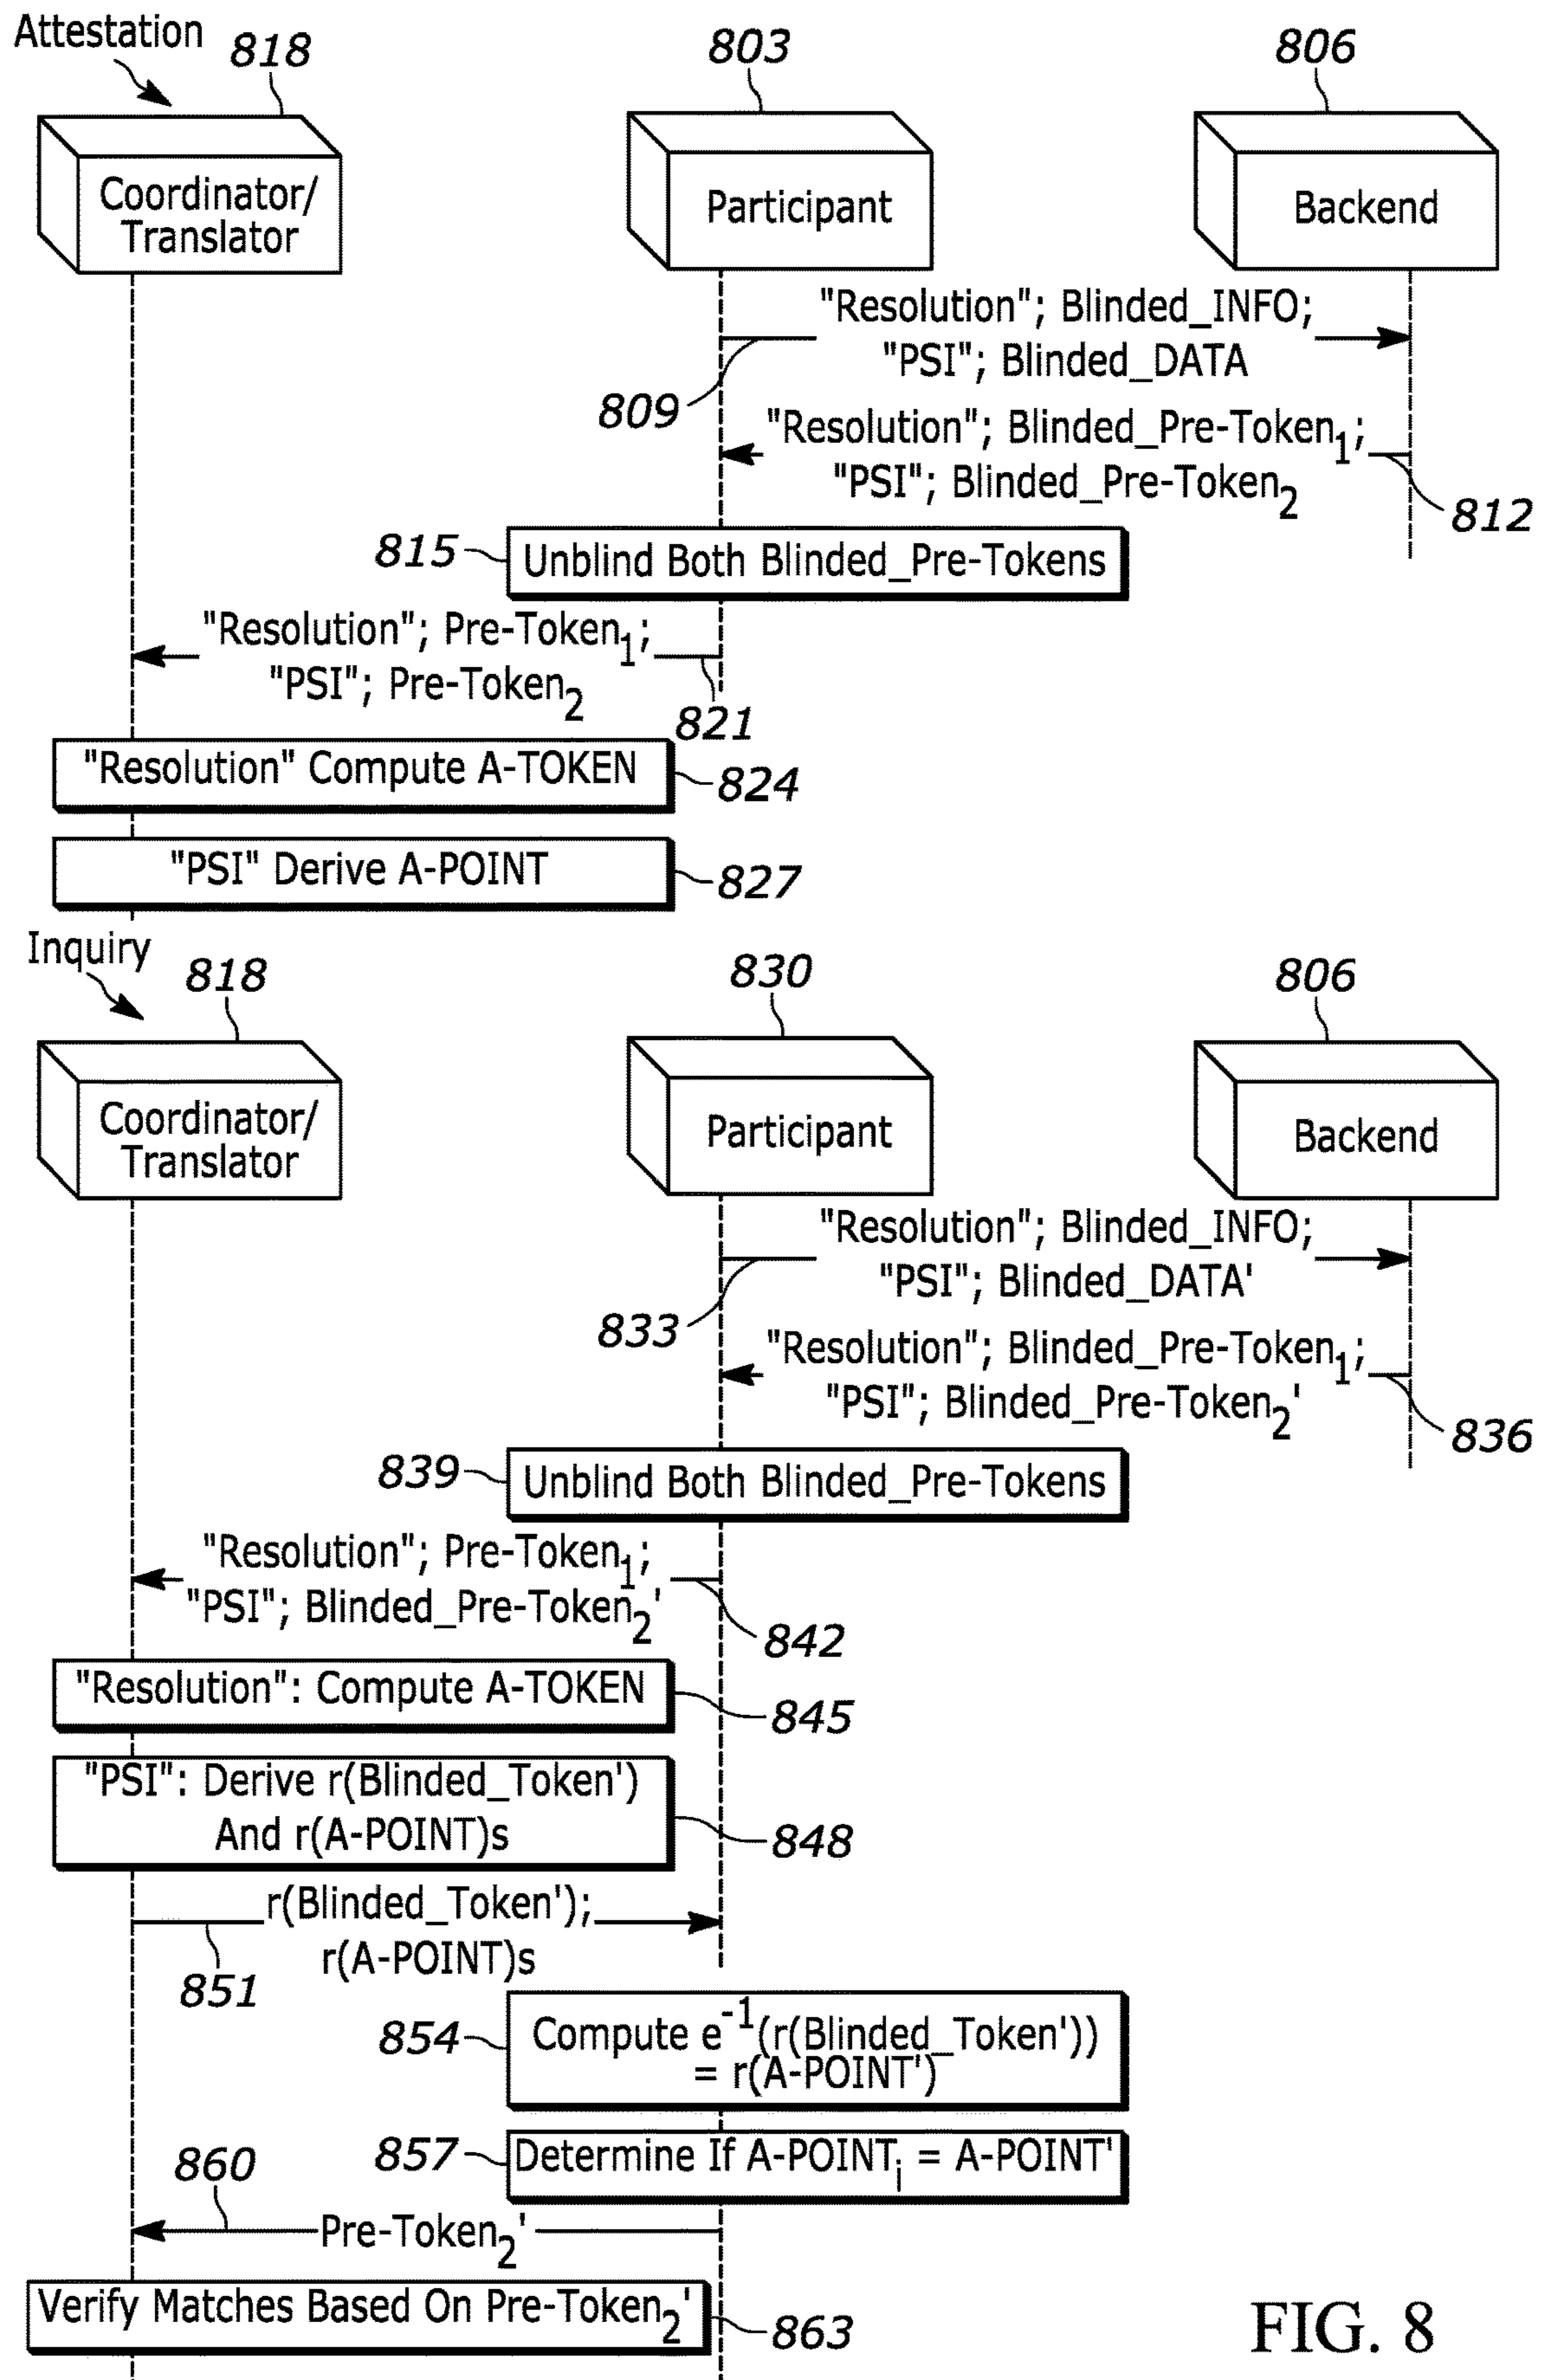 Attestation
818
803
806
Coordinator/
Translator
Participant
Backend
"Resolution"; Blinded_INFO;
"PSI"; Blinded_DATA
809
"Resolution"; Blinded_Pre-Token1;
"PSI"; Blinded_Pre-Token2
812
815
Unblind Both Blinded_Pre-Tokens
"Resolution"; Pre-Token1;
"PSI"; Pre-Token2
821
"Resolution" Compute A-TOKEN
824
"PSI" Derive A-POINT
827
Inquiry
818
830
806
Coordinator/
Translator
Participant
Backend
"Resolution"; Blinded_INFO;
"PSI"; Blinded_DATA'
833
"Resolution"; Blinded_Pre-Token1;
"PSI"; Blinded_Pre-Token2'
836
839
Unblind Both Blinded_Pre-Tokens
"Resolution"; Pre-Token1;
"PSI"; Blinded_Pre-Token2'
842
"Resolution": Compute A-TOKEN
845
"PSI": Derive r(Blinded_Token')
And r(A-POINT)s
848
r(Blinded_Token');
r(A-POINT)s
851
854
Compute e-1(r(Blinded_Token'))
= r(A-POINT')
857
Determine If A-POINTi = A-POINT'
860
Pre-Token2'
Verify Matches Based On Pre-Token2'
863
FIG. 8